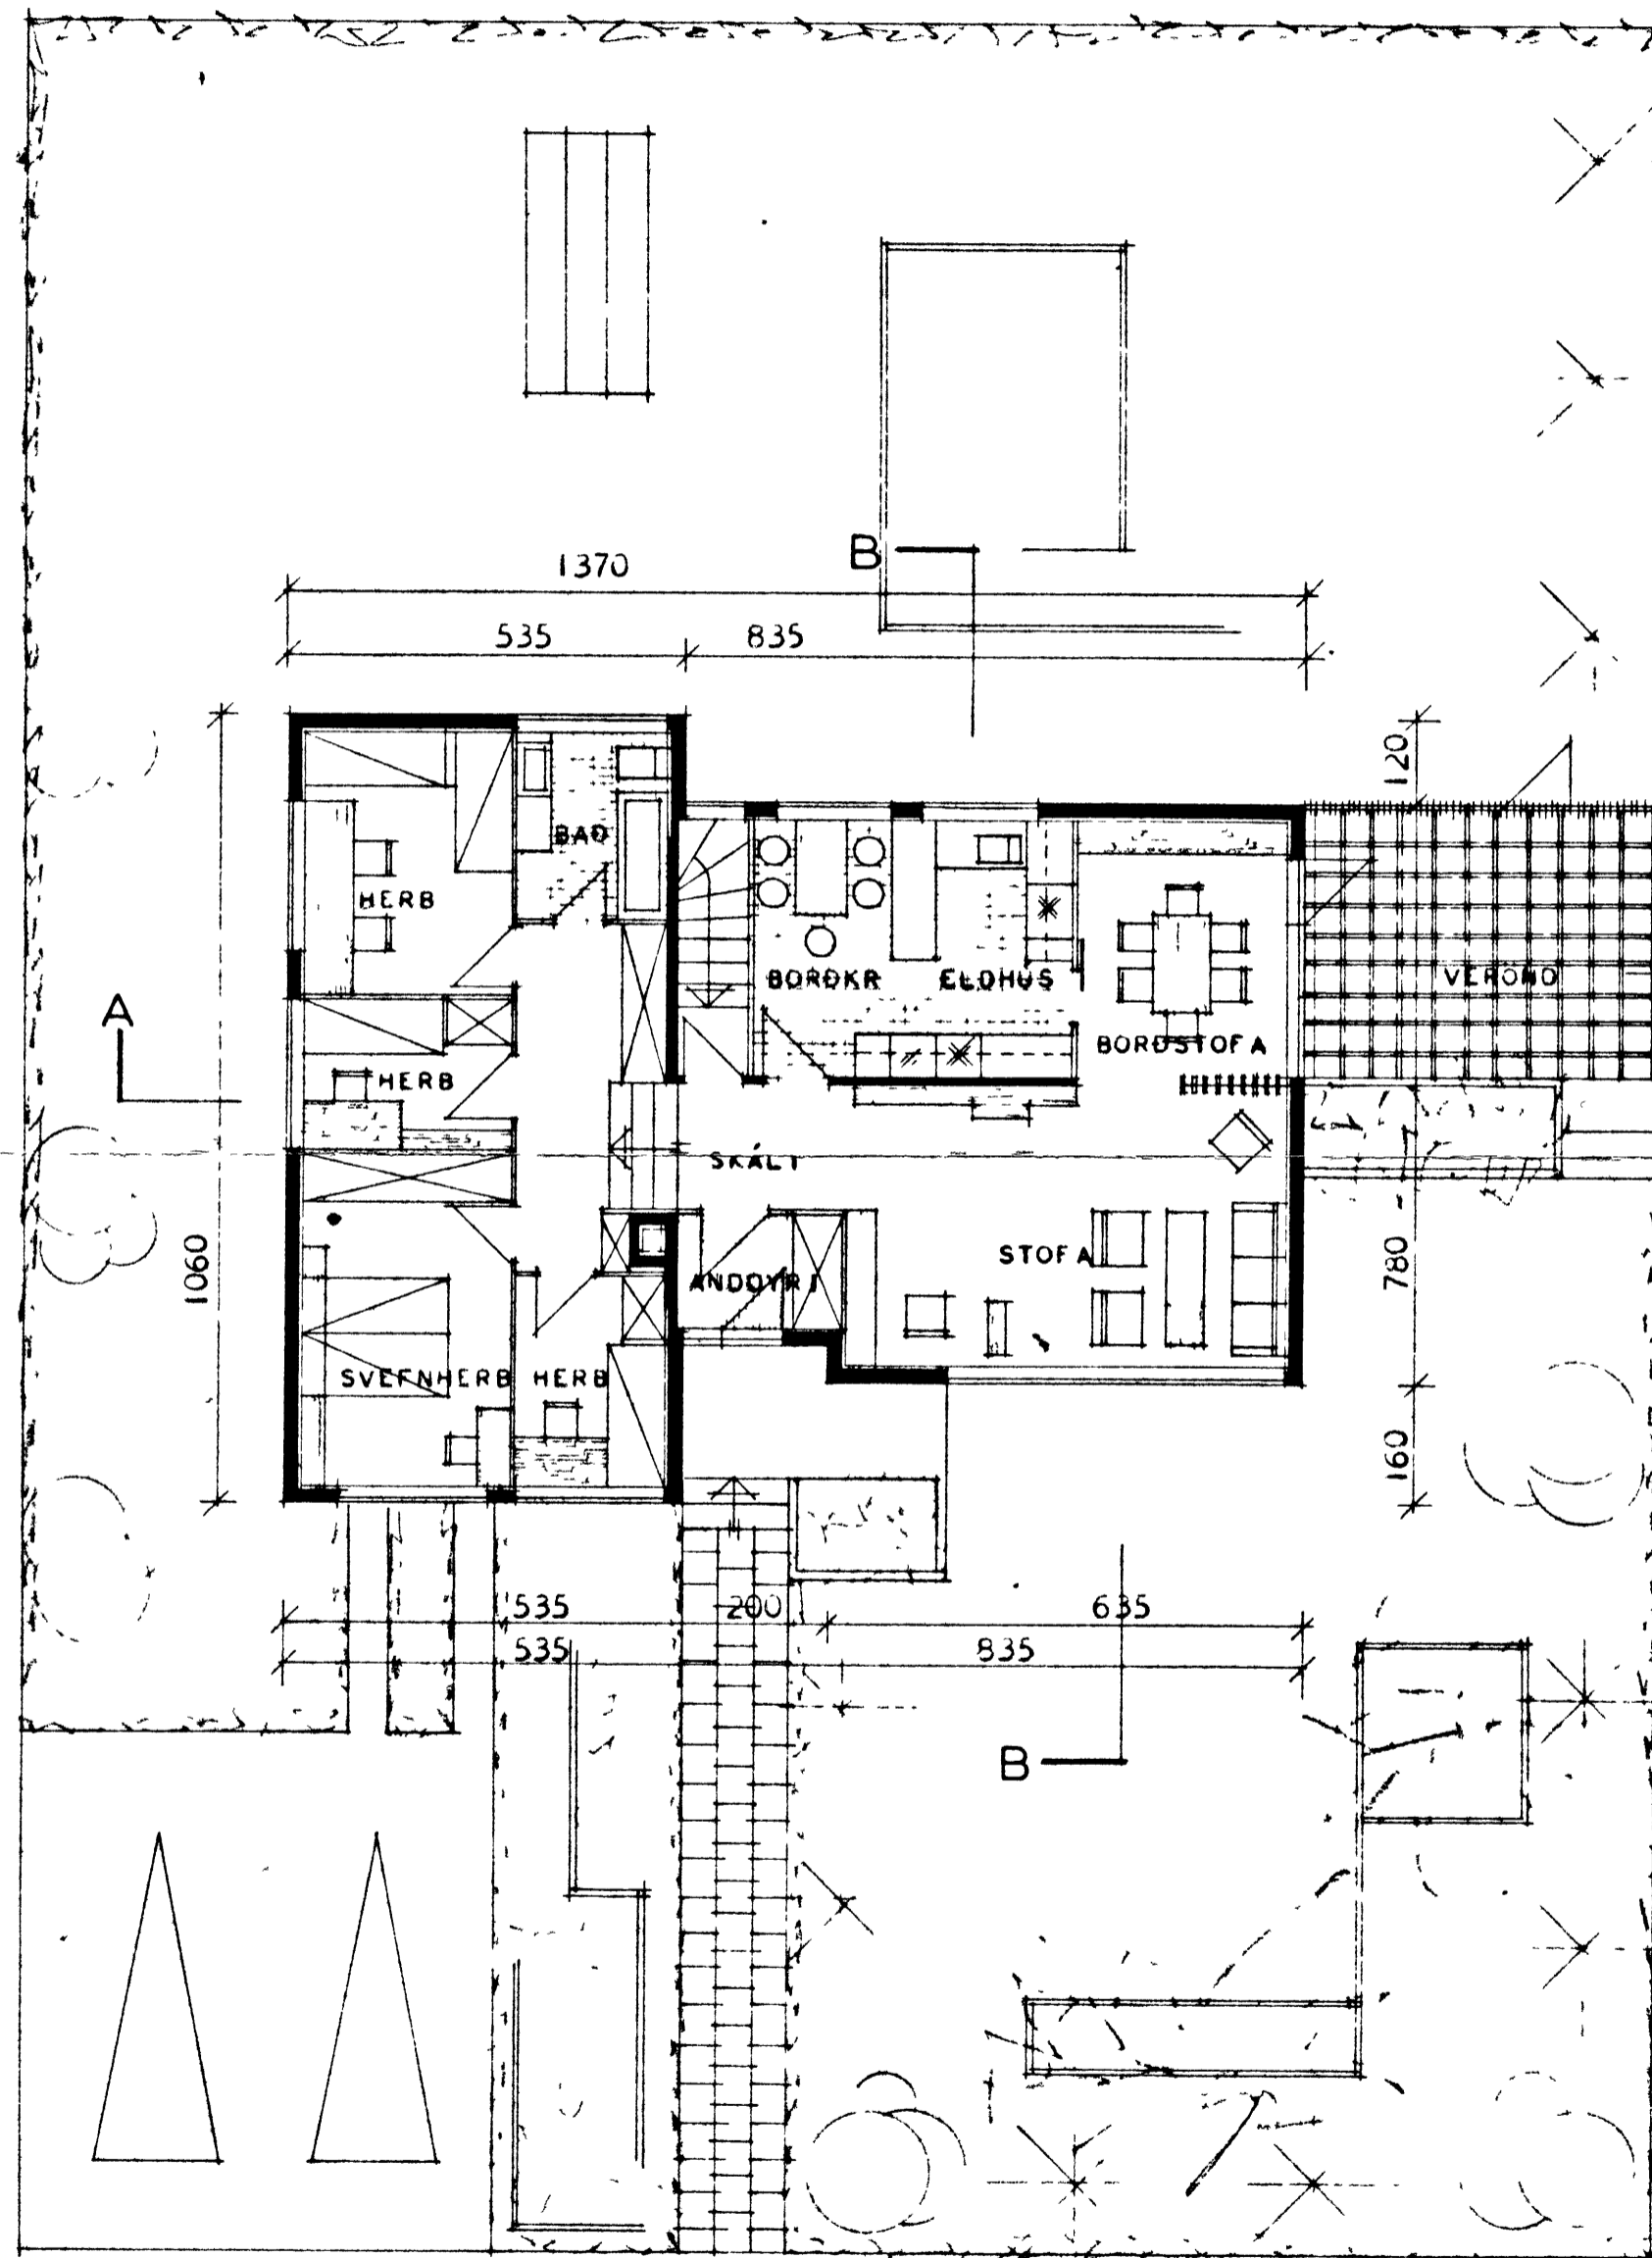 B
1370
535 835
120
BAÐ
HERB
BORÐKR ELDHÚS
VERÖND
A
BORÐSTOFA
HERB
SKÁLI
1060
STOFA
780
ANDDYRI
SVEFNHERB HERB
160
535 200 635
535 835
B